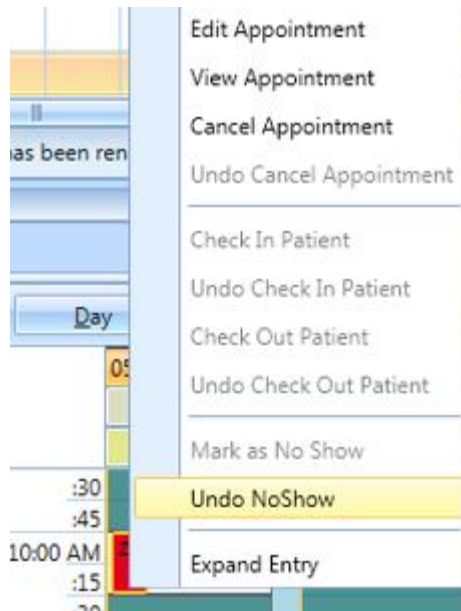 Edit Appointment
View Appointment
Cancel Appointment
as been ren
Undo Cancel Appointment
Check In Patient
Undo Check In Patient
Day
Check Out Patient
05
Undo Check Out Patient
Mark as No Show
:30
Undo NoShow
:45
10:00 AM
Expand Entry
:15